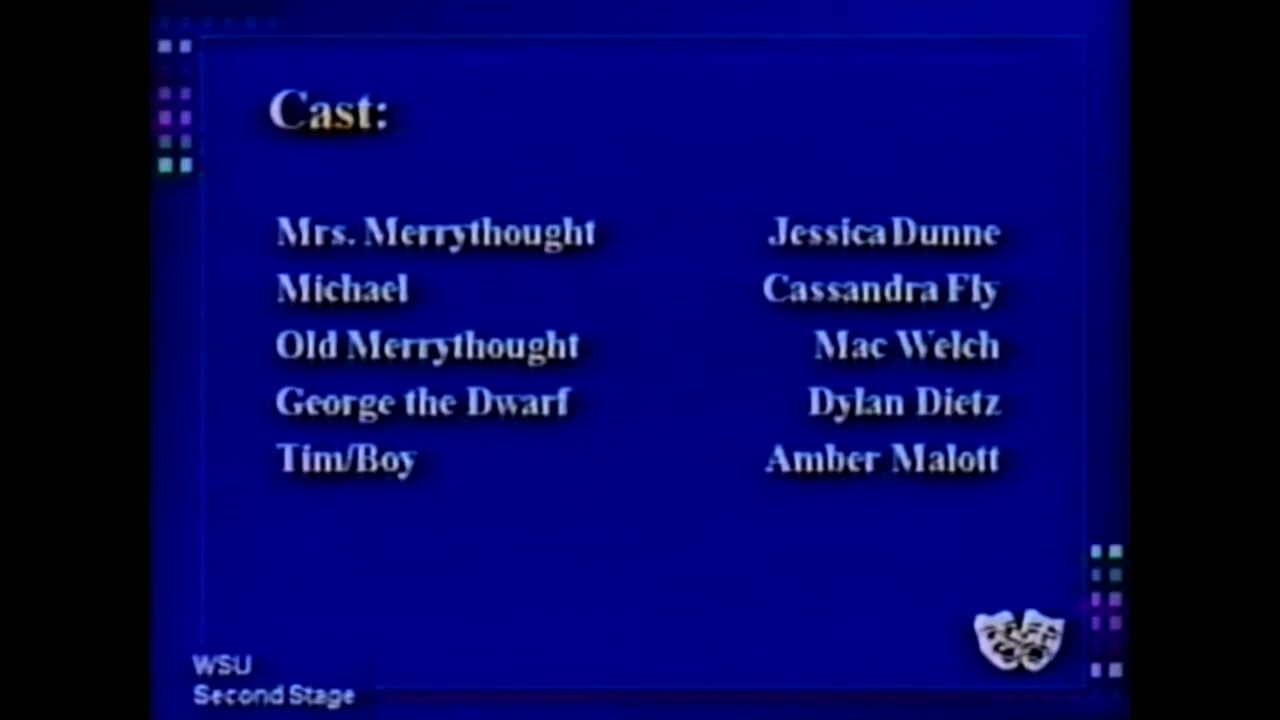 Cast:
Mrs. Merrythought Jessica Dunne
Michael Cassandra Fly
Old Merrythought Mac Welch
George the Dwarf Dylan Dietz
Tim/Boy Amber Malott
WSU
Second Stage